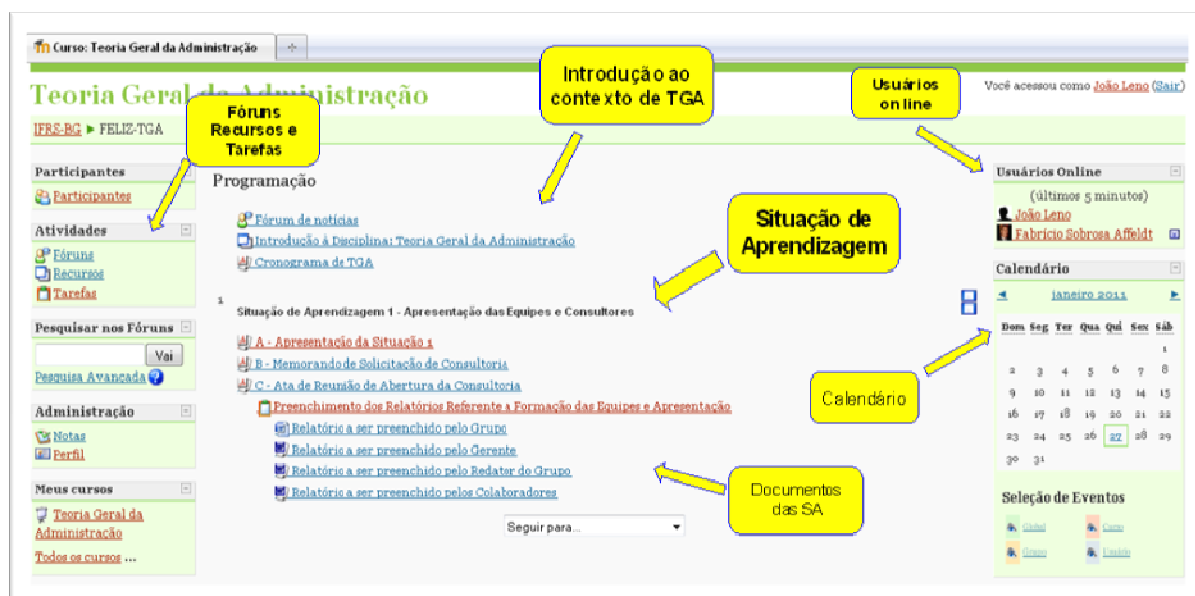 Curso: Teoria Geral da Administração
Teoria Geral da Administração
Você acessou como João Leno (Sair)
IFRS-BG ► FELIZ-TGA
Fóruns
Recursos e
Tarefas
Introdução ao
contexto de TGA
Usuários
on line
Participantes
Participantes
Atividades
Fóruns
Recursos
Tarefas
Pesquisar nos Fóruns
Vai
Pesquisa Avançada
Administração
Notas
Perfil
Meus cursos
Teoria Geral da
Administração
Todos os cursos ...
Programação
Fórum de notícias
Introdução à Disciplina: Teoria Geral da Administração
Cronograma de TGA
Situação de
Aprendizagem
1
Situação de Aprendizagem 1 - Apresentação das Equipes e Consultores
A - Apresentação da Situação 1
B - Memorando de Solicitação de Consultoria
C - Ata de Reunião de Abertura da Consultoria
Preenchimento dos Relatórios Referente a Formação das Equipes e Apresentação
Relatório a ser preenchido pelo Grupo
Relatório a ser preenchido pelo Gerente
Relatório a ser preenchido pelo Redator do Grupo
Relatório a ser preenchido pelos Colaboradores
Seguir para...
Calendário
Documentos
das SA
Usuários Online
(últimos 5 minutos)
João Leno
Fabrício Sobrosa Affeldt
Calendário
◄ janeiro 2011 ►
Dom Seg Ter Qua Qui Sex Sáb
1
2 3 4 5 6 7 8
9 10 11 12 13 14 15
16 17 18 19 20 21 22
23 24 25 26 27 28 29
30 31
Seleção de Eventos
Global Curso
Grupo Usuário